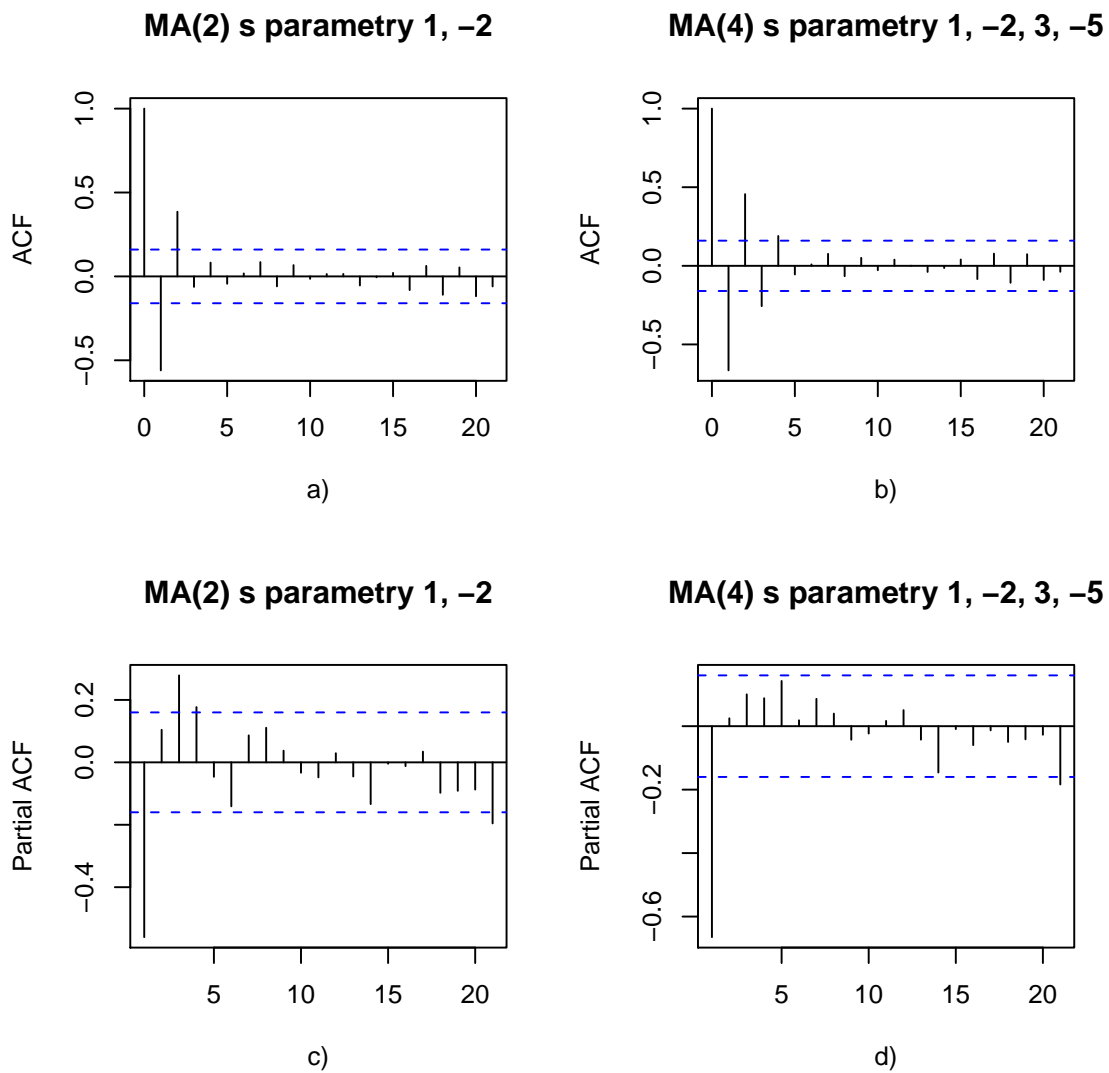 MA(2) s parametry 1, −2
ACF
1.0
0.5
0.0
−0.5
0 5 10 15 20
a)
MA(4) s parametry 1, −2, 3, −5
ACF
1.0
0.5
0.0
−0.5
0 5 10 15 20
b)
MA(2) s parametry 1, −2
Partial ACF
0.2
0.0
−0.4
5 10 15 20
c)
MA(4) s parametry 1, −2, 3, −5
Partial ACF
−0.2
−0.6
5 10 15 20
d)